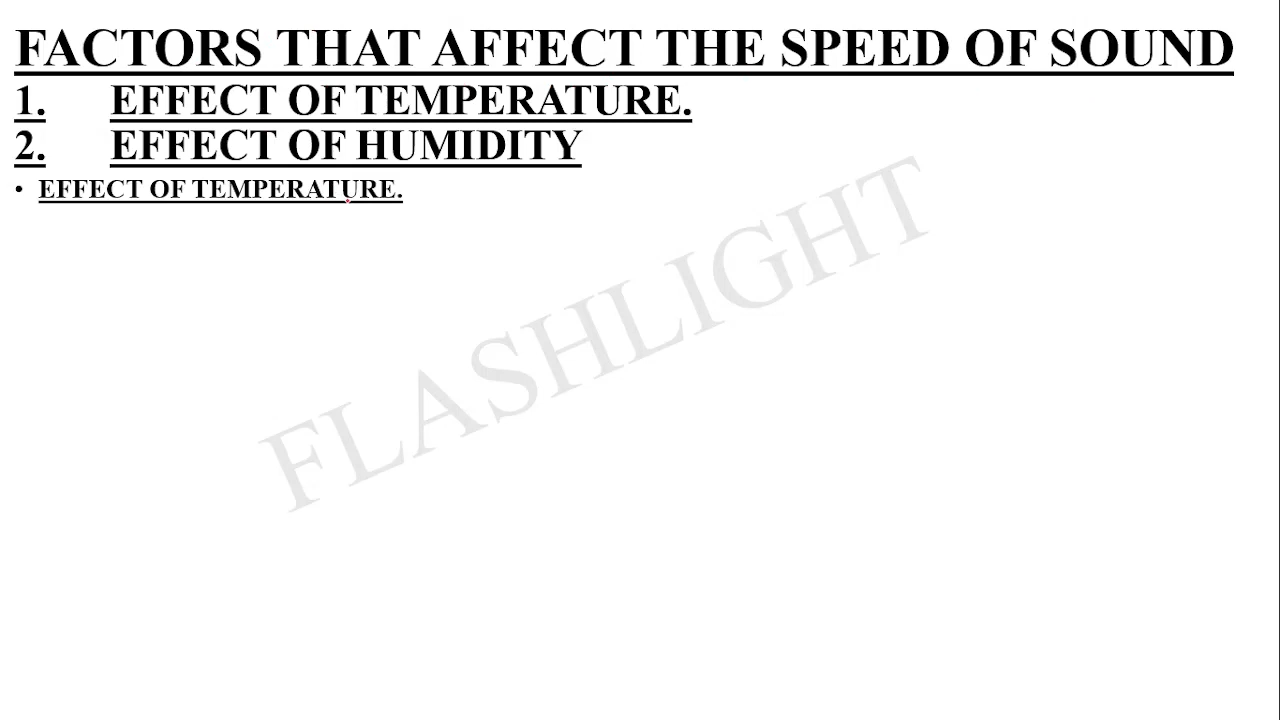 FACTORS THAT AFFECT THE SPEED OF SOUND
1. EFFECT OF TEMPERATURE.
2. EFFECT OF HUMIDITY
• EFFECT OF TEMPERATURE.
FLASHLIGHT